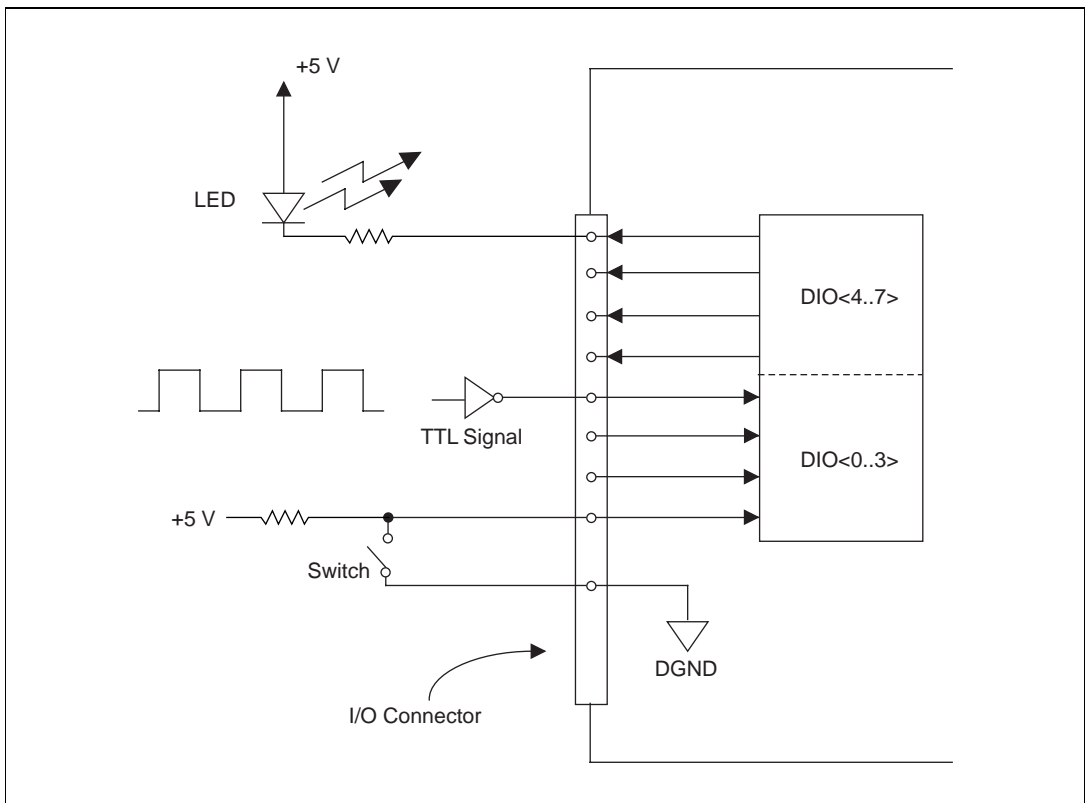 +5 V
LED
DIO<4..7>
TTL Signal
DIO<0..3>
+5 V
Switch
DGND
I/O Connector